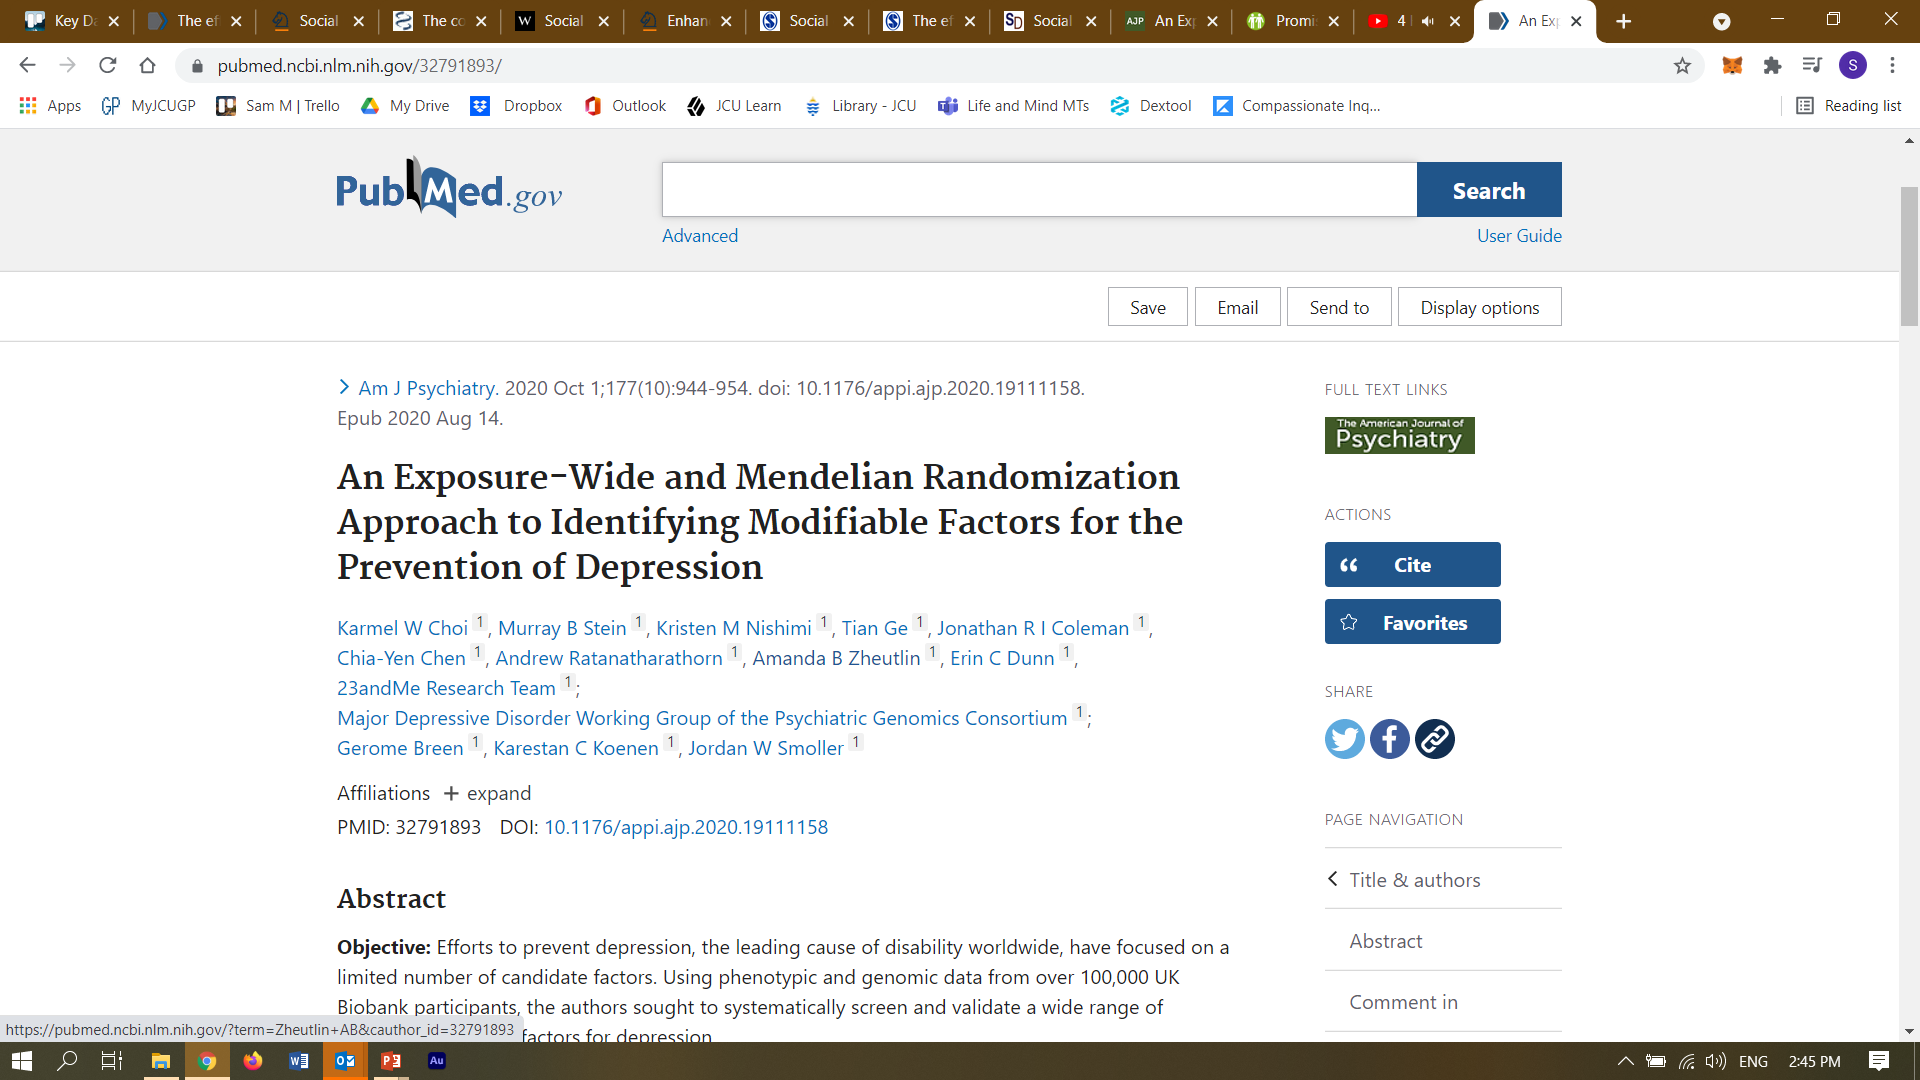 Key Da
The ef
Social
The co
Social
Enhan
Social
The ef
Social
An Exp
Promis
4
An Exp
pubmed.ncbi.nlm.nih.gov/32791893/
S
Apps
MyJCUGP
Sam M | Trello
My Drive
Dropbox
Outlook
JCU Learn
Library - JCU
Life and Mind MTs
Dextool
Compassionate Inq...
Reading list
PubMed.gov
Search
Advanced
User Guide
Save
Email
Send to
Display options
Am J Psychiatry. 2020 Oct 1;177(10):944-954. doi: 10.1176/appi.ajp.2020.19111158.
Epub 2020 Aug 14.
An Exposure-Wide and Mendelian Randomization
Approach to Identifying Modifiable Factors for the
Prevention of Depression
Karmel W Choi 1, Murray B Stein 1, Kristen M Nishimi 1, Tian Ge 1, Jonathan R I Coleman 1,
Chia-Yen Chen 1, Andrew Ratanatharathorn 1, Amanda B Zheutlin 1, Erin C Dunn 1,
23andMe Research Team 1;
Major Depressive Disorder Working Group of the Psychiatric Genomics Consortium 1;
Gerome Breen 1, Karestan C Koenen 1, Jordan W Smoller 1
Affiliations + expand
PMID: 32791893 DOI: 10.1176/appi.ajp.2020.19111158
Abstract
Objective: Efforts to prevent depression, the leading cause of disability worldwide, have focused on a
limited number of candidate factors. Using phenotypic and genomic data from over 100,000 UK
Biobank participants, the authors sought to systematically screen and validate a wide range of
factors for depression
FULL TEXT LINKS
The American Journal of
Psychiatry
ACTIONS
Cite
Favorites
SHARE
PAGE NAVIGATION
Title & authors
Abstract
Comment in
https://pubmed.ncbi.nlm.nih.gov/?term=Zheutlin+AB&cauthor_id=32791893
ENG
2:45 PM